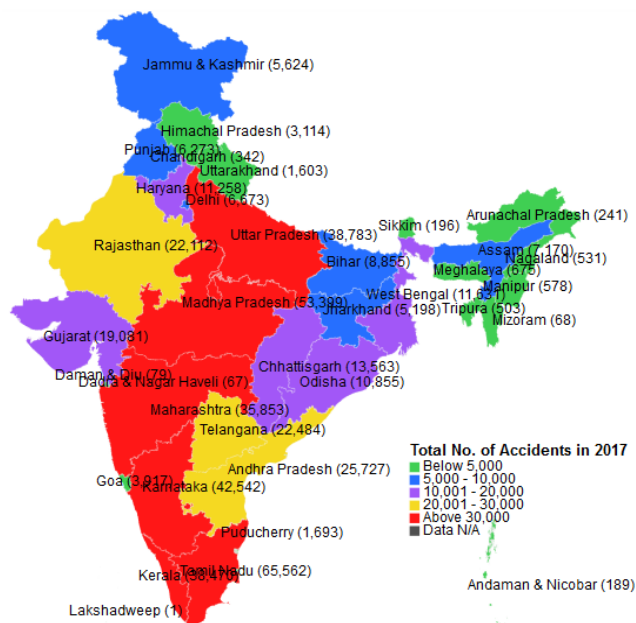 Jammu & Kashmir (5,624)
Himachal Pradesh (3,114)
Punjab (6,273)
Chandigarh (342)
Uttarakhand (1,603)
Haryana (11,258)
Delhi (6,673)
Arunachal Pradesh (241)
Sikkim (196)
Uttar Pradesh (38,783)
Rajasthan (22,112)
Assam (7,170)
Bihar (8,855)
Nagaland (531)
Meghalaya (675)
Manipur (578)
West Bengal (11,631)
Madhya Pradesh (53,399)
Jharkhand (5,198)
Tripura (503)
Mizoram (68)
Gujarat (19,081)
Chhattisgarh (13,563)
Daman & Diu (79)
Dadra & Nagar Haveli (67)
Odisha (10,855)
Maharashtra (35,853)
Telangana (22,484)
Total No. of Accidents in 2017
Below 5,000
5,000 - 10,000
10,001 - 20,000
20,001 - 30,000
Above 30,000
Data N/A
Andhra Pradesh (25,727)
Goa (3,917)
Karnataka (42,542)
Puducherry (1,693)
Tamil Nadu (65,562)
Kerala (38,470)
Andaman & Nicobar (189)
Lakshadweep (1)